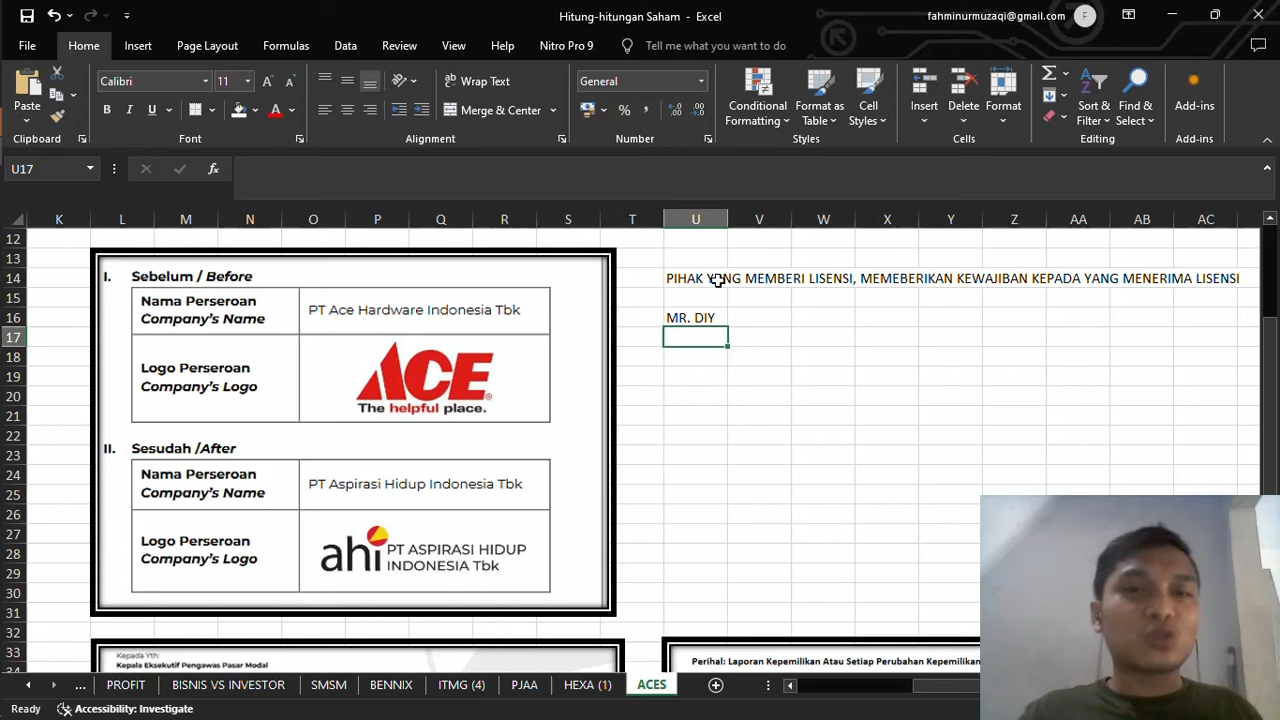 Hitung-hitungan Saham - Excel
fahminurmuzaqi@gmail.com
F
File
Home
Insert
Page Layout
Formulas
Data
Review
View
Help
Nitro Pro 9
Tell me what you want to do
Paste
Calibri
11
B I U
Wrap Text
Merge & Center
General
Conditional
Formatting
Format as
Table
Cell
Styles
Insert
Delete
Format
Sort &
Filter
Find &
Select
Add-ins
Clipboard
Font
Alignment
Number
Styles
Cells
Editing
Add-ins
U17
fx
K L M N O P Q R S T U V W X Y Z AA AB AC
12
13
14
15
16
17
18
19
20
21
22
23
24
25
26
27
28
29
30
31
32
33
I. Sebelum / Before
Nama Perseroan
Company's Name
PT Ace Hardware Indonesia Tbk
Logo Perseroan
Company's Logo
ACE
The helpful place.
II. Sesudah /After
Nama Perseroan
Company's Name
PT Aspirasi Hidup Indonesia Tbk
Logo Perseroan
Company's Logo
ahi PT ASPIRASI HIDUP
INDONESIA Tbk
PIHAK YANG MEMBERI LISENSI, MEMEBERIKAN KEWAJIBAN KEPADA YANG MENERIMA LISENSI
MR. DIY
Kepada Yth:
Kepala Eksekutif Pengawas Pasar Modal
Perihal: Laporan Kepemilikan Atau Setiap Perubahan Kepemilikan
... PROFIT BISNIS VS INVESTOR SMSM BENNIX ITMG (4) PJAA HEXA (1) ACES
Ready
Accessibility: Investigate